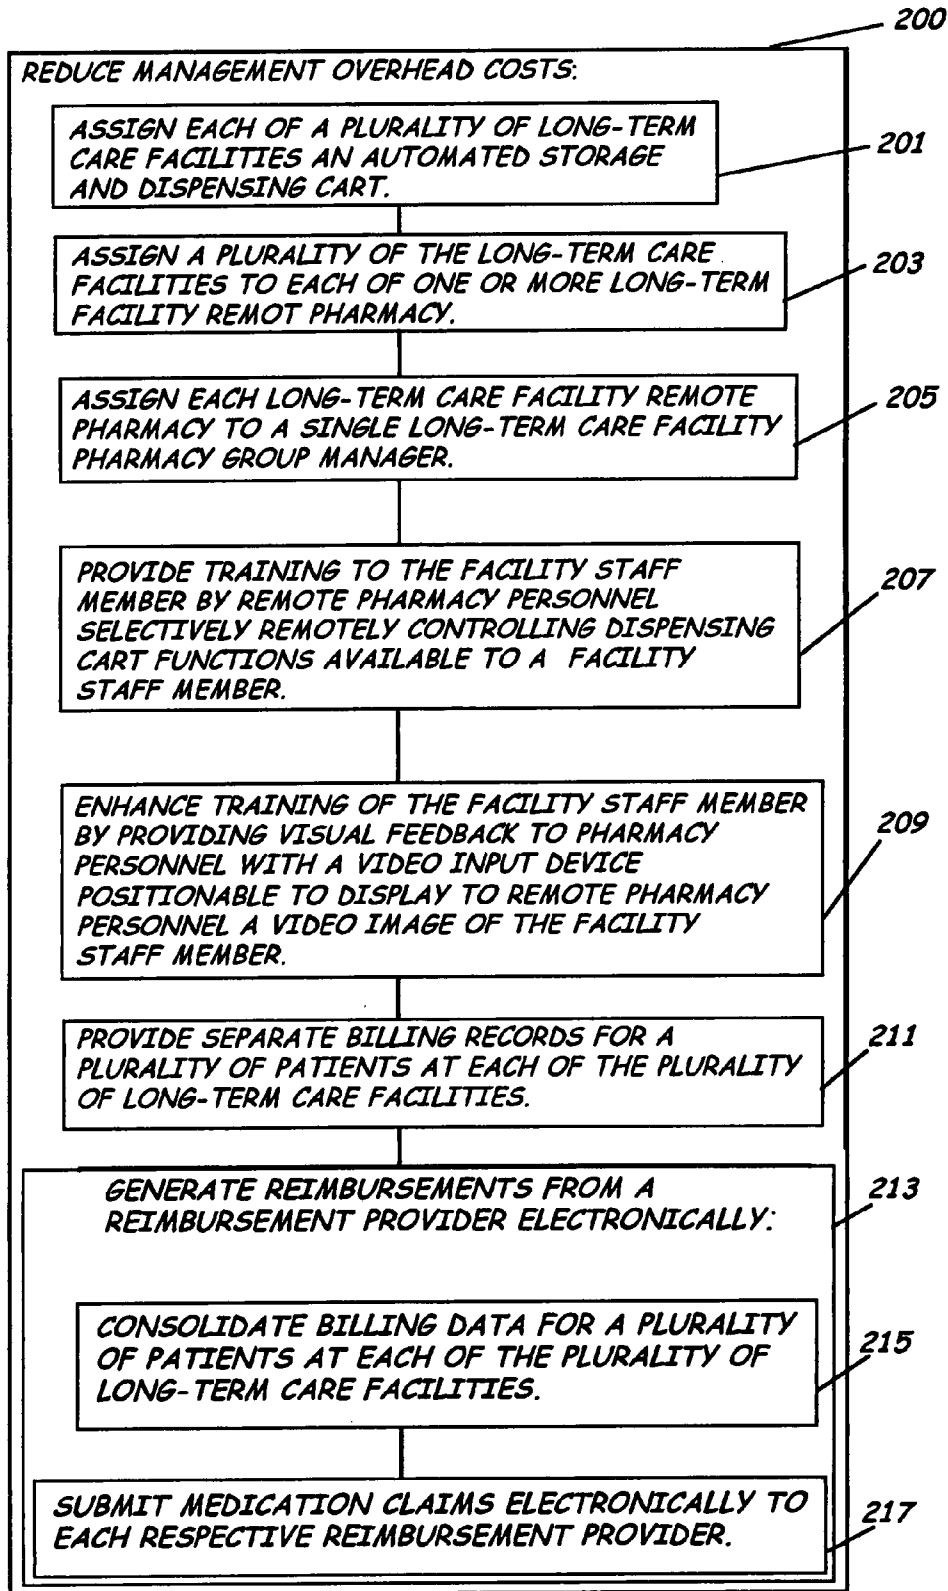 200
REDUCE MANAGEMENT OVERHEAD COSTS:
ASSIGN EACH OF A PLURALITY OF LONG-TERM
CARE FACILITIES AN AUTOMATED STORAGE
AND DISPENSING CART.
201
ASSIGN A PLURALITY OF THE LONG-TERM CARE
FACILITIES TO EACH OF ONE OR MORE LONG-TERM
FACILITY REMOT PHARMACY.
203
ASSIGN EACH LONG-TERM CARE FACILITY REMOTE
PHARMACY TO A SINGLE LONG-TERM CARE FACILITY
PHARMACY GROUP MANAGER.
205
PROVIDE TRAINING TO THE FACILITY STAFF
MEMBER BY REMOTE PHARMACY PERSONNEL
SELECTIVELY REMOTELY CONTROLLING DISPENSING
CART FUNCTIONS AVAILABLE TO A FACILITY
STAFF MEMBER.
207
ENHANCE TRAINING OF THE FACILITY STAFF MEMBER
BY PROVIDING VISUAL FEEDBACK TO PHARMACY
PERSONNEL WITH A VIDEO INPUT DEVICE
POSITIONABLE TO DISPLAY TO REMOTE PHARMACY
PERSONNEL A VIDEO IMAGE OF THE FACILITY
STAFF MEMBER.
209
PROVIDE SEPARATE BILLING RECORDS FOR A
PLURALITY OF PATIENTS AT EACH OF THE PLURALITY
OF LONG-TERM CARE FACILITIES.
211
GENERATE REIMBURSEMENTS FROM A
REIMBURSEMENT PROVIDER ELECTRONICALLY:
213
CONSOLIDATE BILLING DATA FOR A PLURALITY
OF PATIENTS AT EACH OF THE PLURALITY OF
LONG-TERM CARE FACILITIES.
215
SUBMIT MEDICATION CLAIMS ELECTRONICALLY TO
EACH RESPECTIVE REIMBURSEMENT PROVIDER.
217